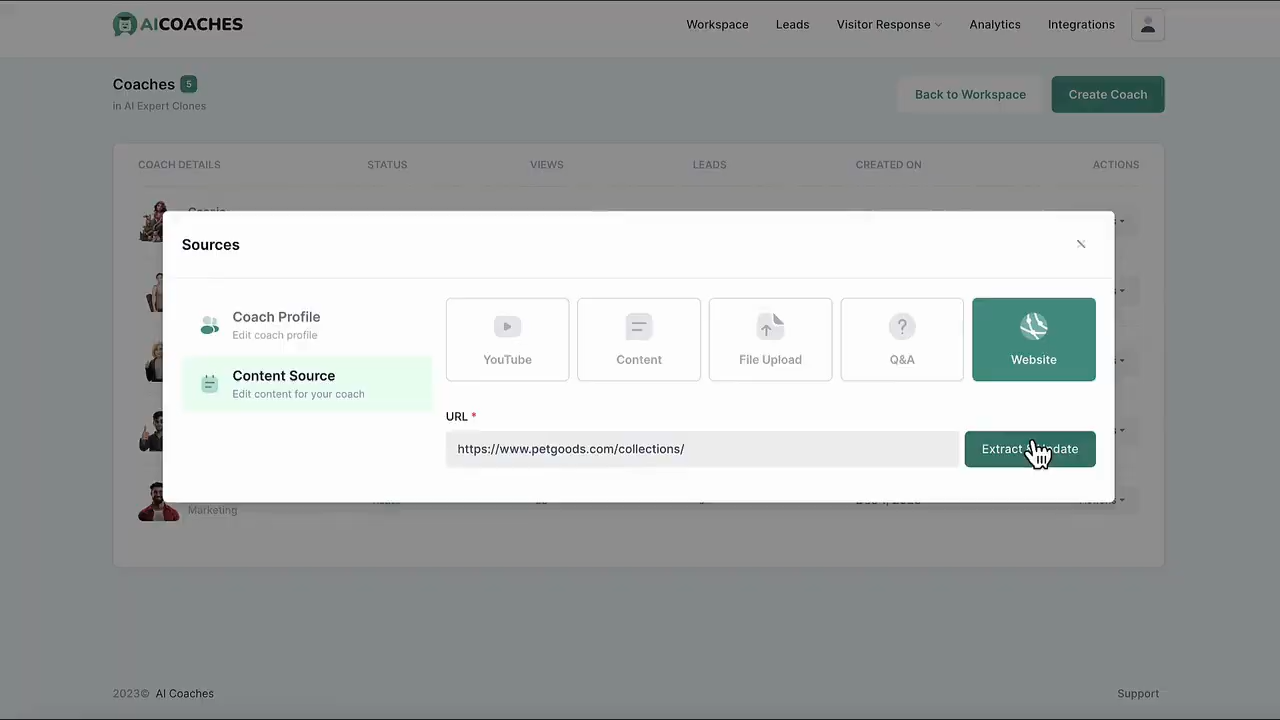 AICOACHES
Workspace
Leads
Visitor Response
Analytics
Integrations
Coaches 5
in AI Expert Clones
Back to Workspace
Create Coach
COACH DETAILS
STATUS
VIEWS
LEADS
CREATED ON
ACTIONS
Sources
Coach Profile
Edit coach profile
Content Source
Edit content for your coach
YouTube
Content
File Upload
Q&A
Website
URL *
https://www.petgoods.com/collections/
Extract
Marketing
2023© AI Coaches
Support